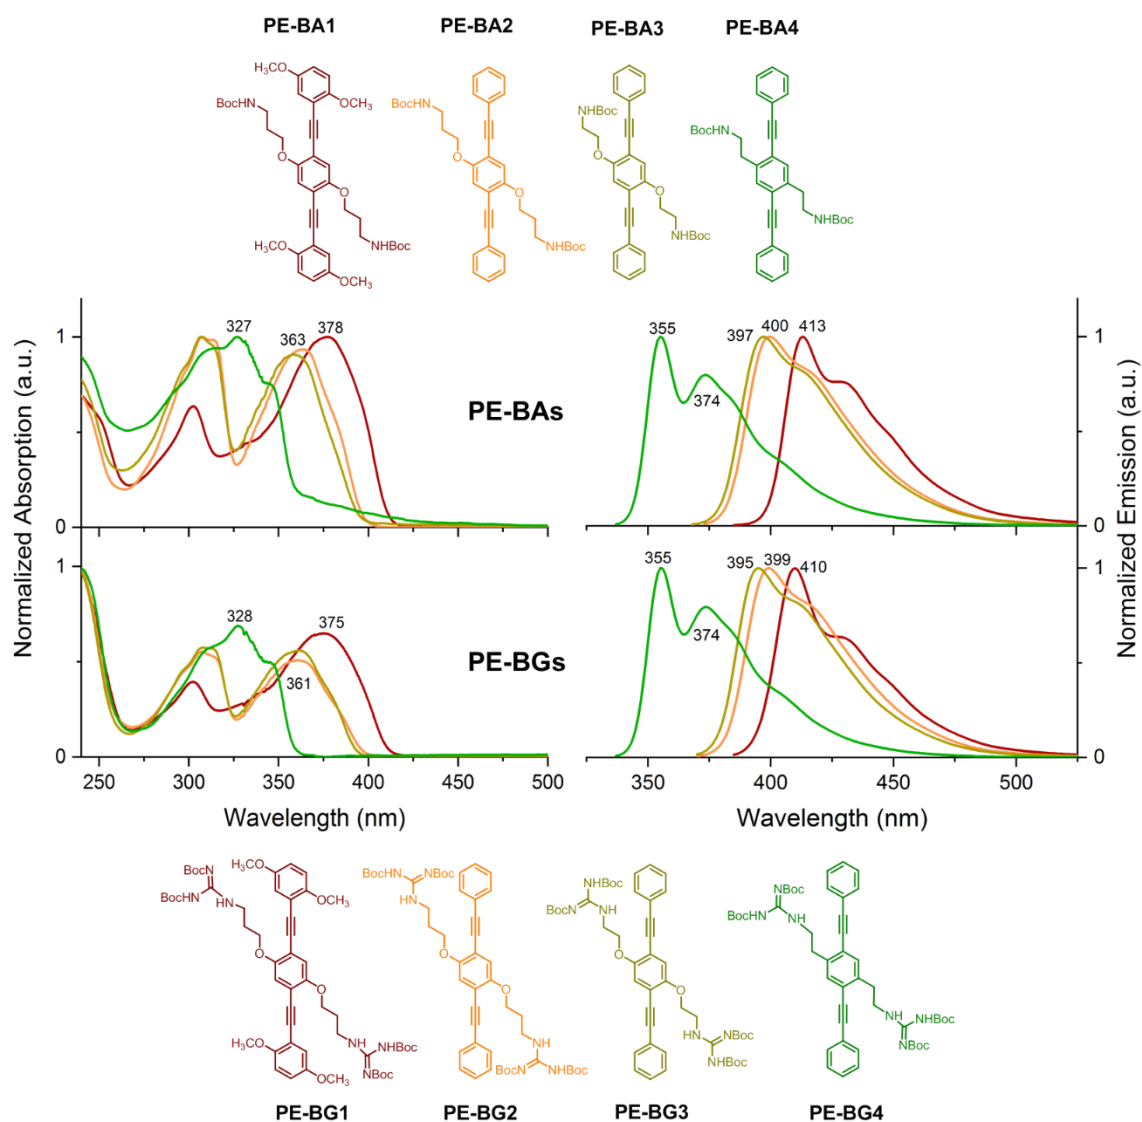 PE-BA1 PE-BA2 PE-BA3 PE-BA4
H₃CO
OCH₃
BocHN
O
O
NHBoc
H₃CO
OCH₃
BocHN
O
O
NHBoc
NHBoc
O
O
NHBoc
BocHN
NHBoc
Normalized Absorption (a.u.)
1
0
327 363 378
PE-BAs
355 374 397 400 413
1
0
Normalized Emission (a.u.)
1
0
328 361 375
PE-BGs
355 374 395 399 410
1
0
250 300 350 400 450 500
Wavelength (nm)
350 400 450 500
Wavelength (nm)
BocN
BocHN
N
H
H₃CO
OCH₃
O
O
H₃CO
OCH₃
H
N
NHBoc
NBoc
BocHN
NBoc
HN
O
O
NH
BocN
NHBoc
NHBoc
BocN
NH
O
O
HN
NBoc
NHBoc
NBoc
BocHN
NH
NH
NHBoc
NBoc
PE-BG1 PE-BG2 PE-BG3 PE-BG4